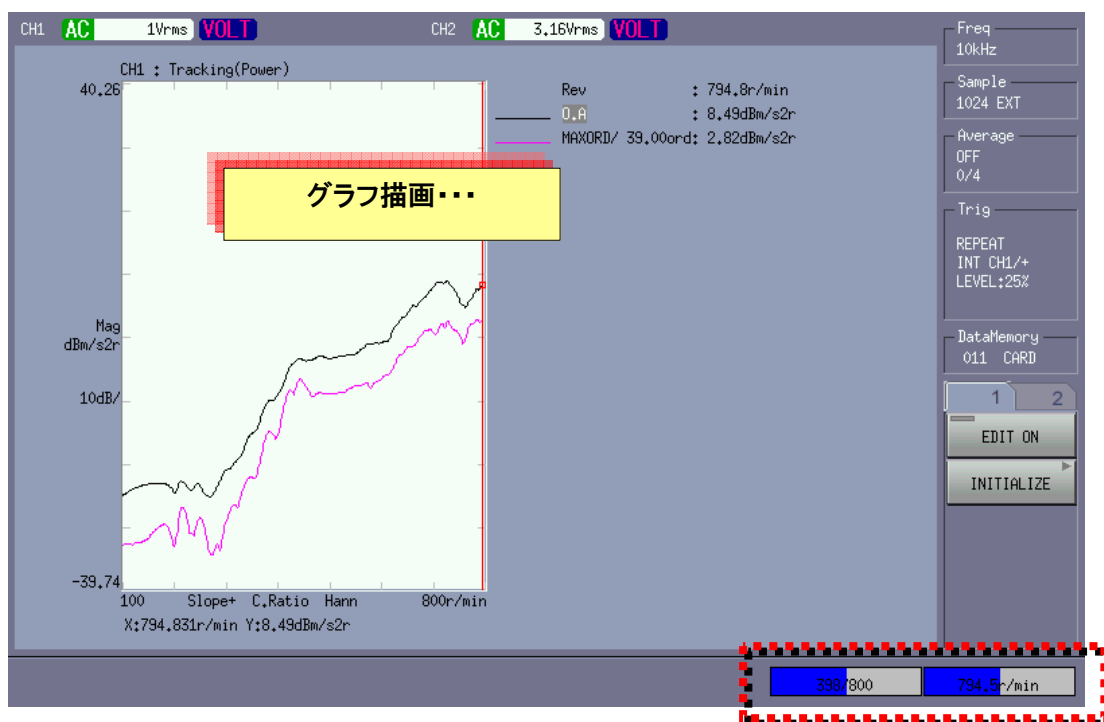 CH1 AC 1Vrms VOLT CH2 AC 3.16Vrms VOLT
CH1 : Tracking(Power)
40.26
Mag
dBm/s2r
10dB/
-39.74
100 Slope+ C.Ratio Hann 800r/min
X:794.831r/min Y:8.49dBm/s2r
Rev : 794.8r/min
O.A : 8.49dBm/s2r
MAXORD/ 39.00ord: 2.82dBm/s2r
グラフ描画・・・
Freq
10kHz
Sample
1024 EXT
Average
OFF
0/4
Trig
REPEAT
INT CH1/+
LEVEL:25%
DataMemory
011 CARD
1 2
EDIT ON
INITIALIZE
398/800 794.5r/min